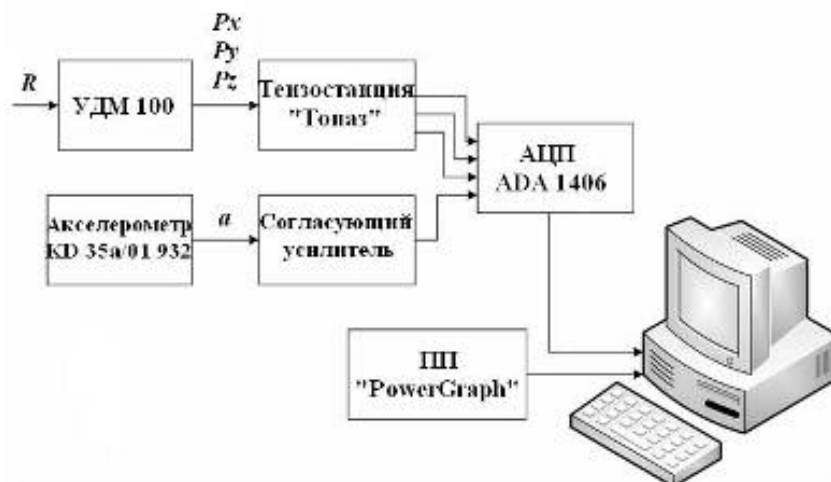 Px
Py
Pz
R
УДМ 100
Тензостанция
"Топаз"
АЦП
ADA 1406
Акселерометр
KD 35a/01 932
a
Согласующий
усилитель
ПП
"PowerGraph"